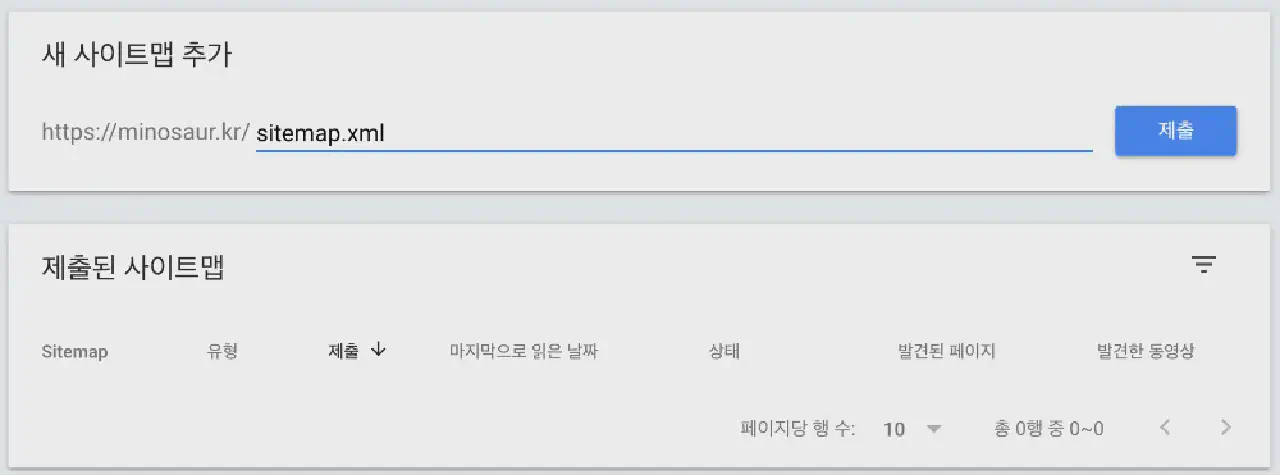 새 사이트맵 추가
https://minosaur.kr/ sitemap.xml 제출
제출된 사이트맵
Sitemap 유형 제출 마지막으로 읽은 날짜 상태 발견된 페이지 발견한 동영상
페이지당 행 수: 10 총 0행 중 0~0